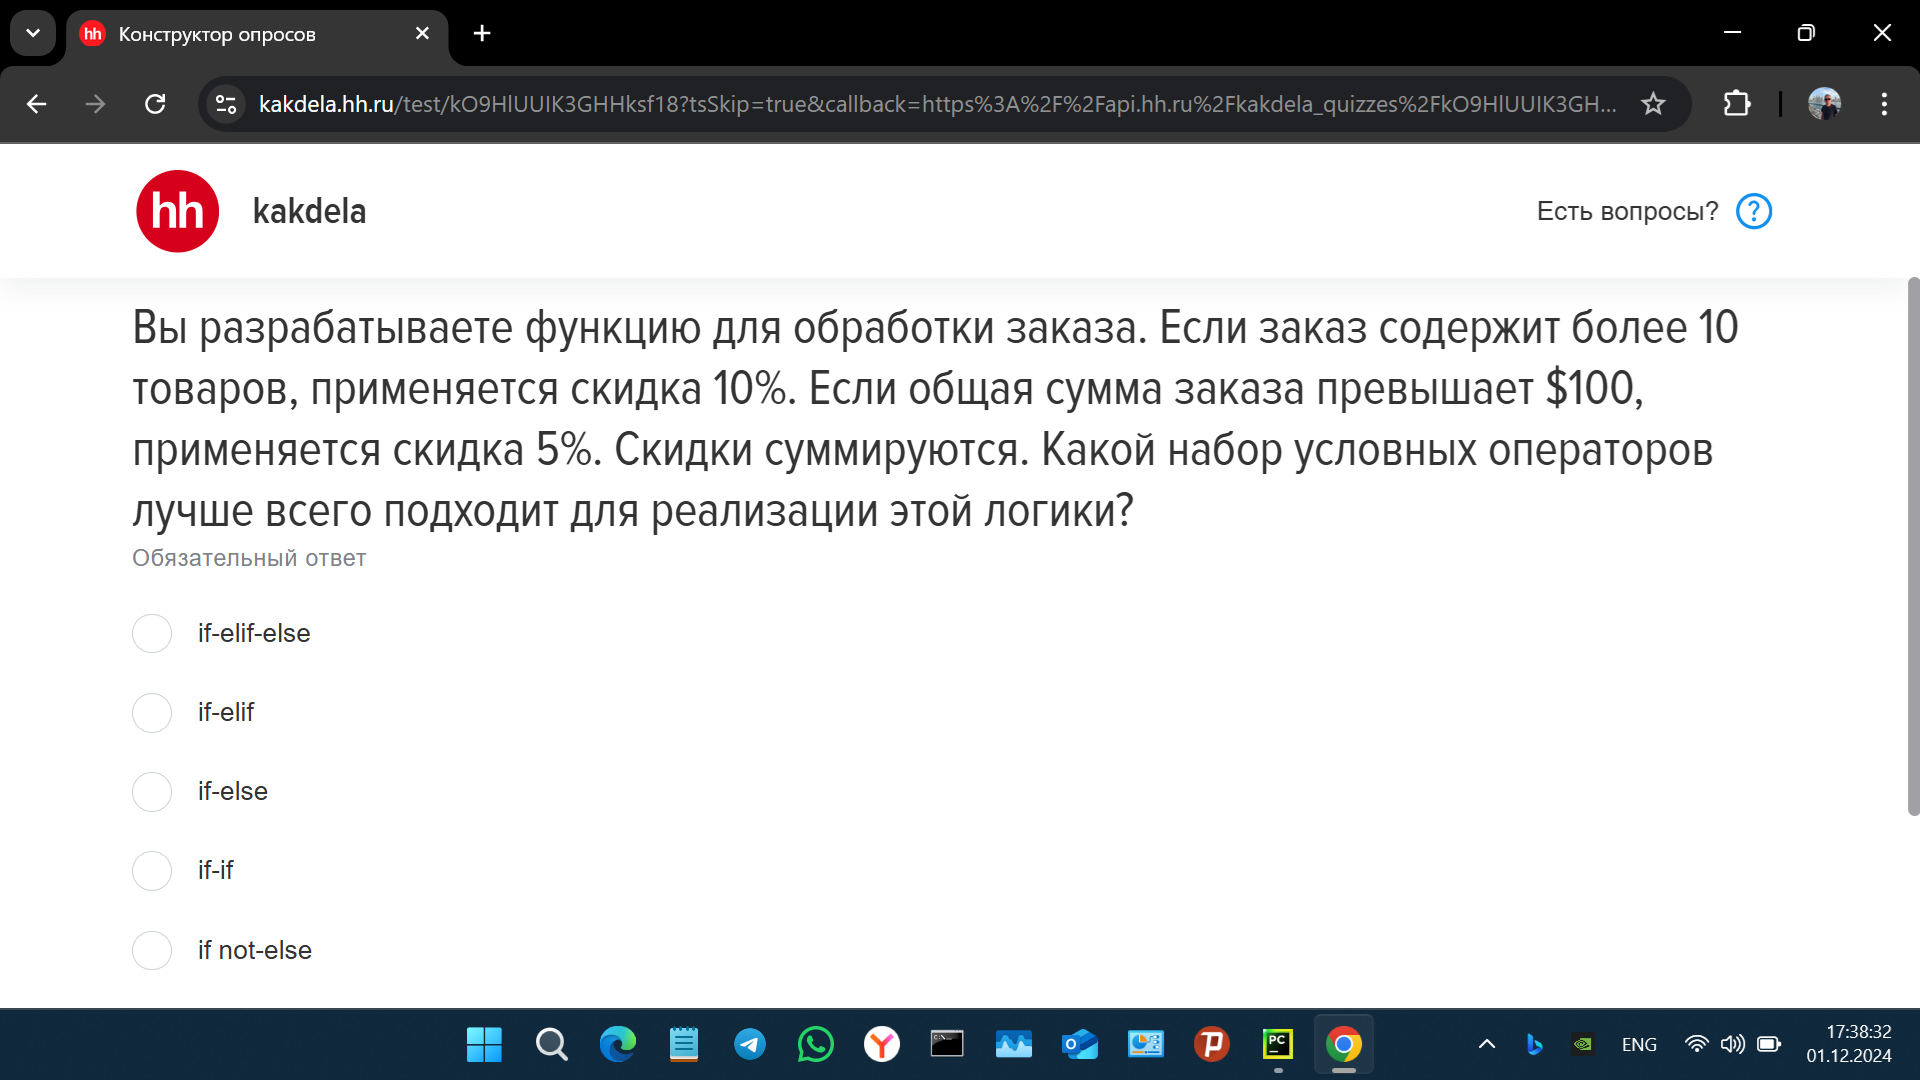 hh Конструктор опросов
kakdela.hh.ru/test/kO9HlUUIK3GHHksf18?tsSkip=true&callback=https%3A%2F%2Fapi.hh.ru%2Fkakdela_quizzes%2FkO9HlUUIK3GH...
hh kakdela
Есть вопросы? ?
Вы разрабатываете функцию для обработки заказа. Если заказ содержит более 10
товаров, применяется скидка 10%. Если общая сумма заказа превышает $100,
применяется скидка 5%. Скидки суммируются. Какой набор условных операторов
лучше всего подходит для реализации этой логики?
Обязательный ответ
if-elif-else
if-elif
if-else
if-if
if not-else
PC
ENG
17:38:32
01.12.2024